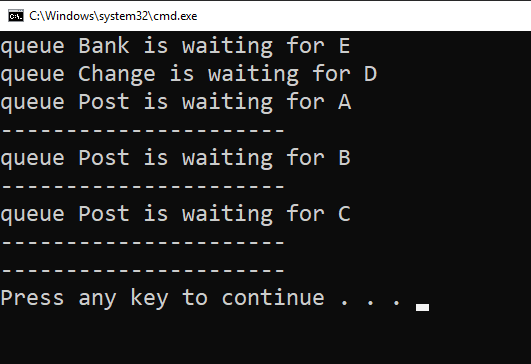 C:\Windows\system32\cmd.exe
queue Bank is waiting for E
queue Change is waiting for D
queue Post is waiting for A
----------------------
queue Post is waiting for B
----------------------
queue Post is waiting for C
----------------------
----------------------
Press any key to continue . . .